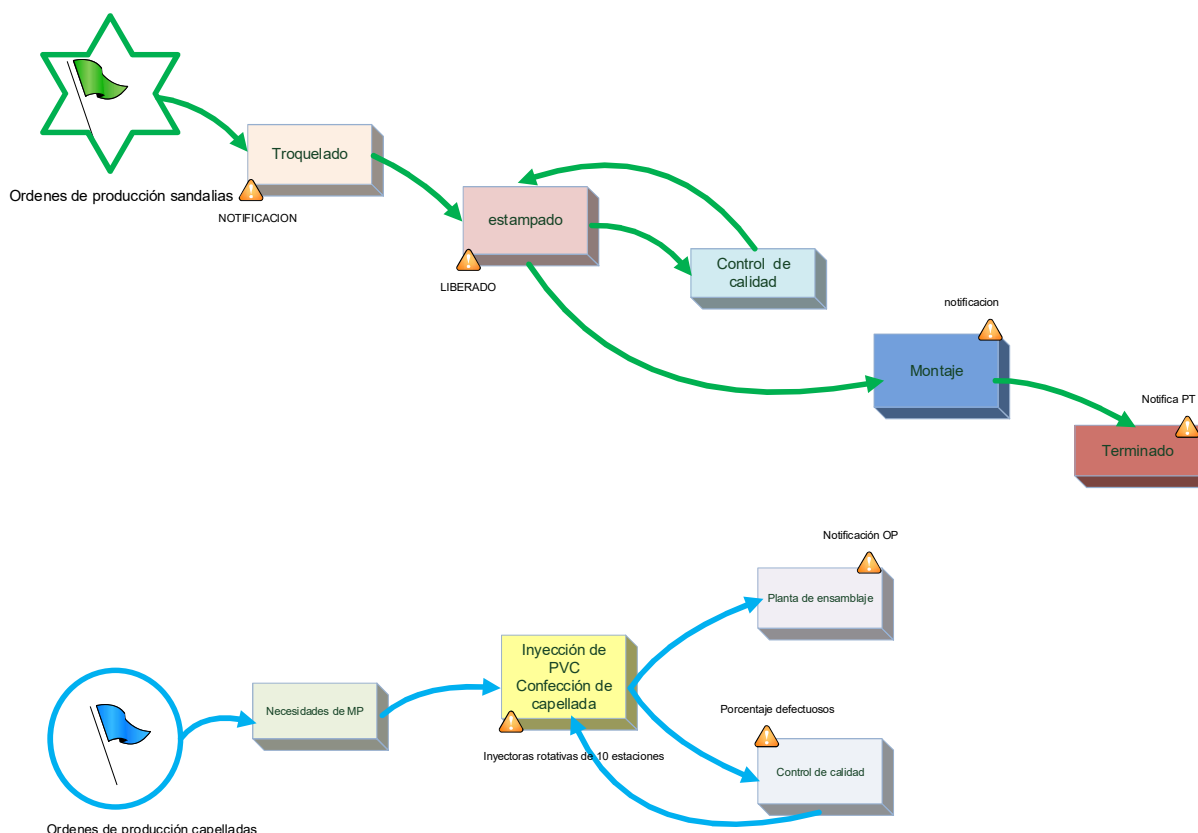 Troquelado
Ordenes de producción sandalias
NOTIFICACION
estampado
LIBERADO
Control de
calidad
notificacion
Montaje
Notifica PT
Terminado
Notificación OP
Planta de ensamblaje
Inyección de
PVC
Confección de
capellada
Necesidades de MP
Porcentaje defectuosos
Inyectoras rotativas de 10 estaciones
Control de calidad
Ordenes de producción capelladas